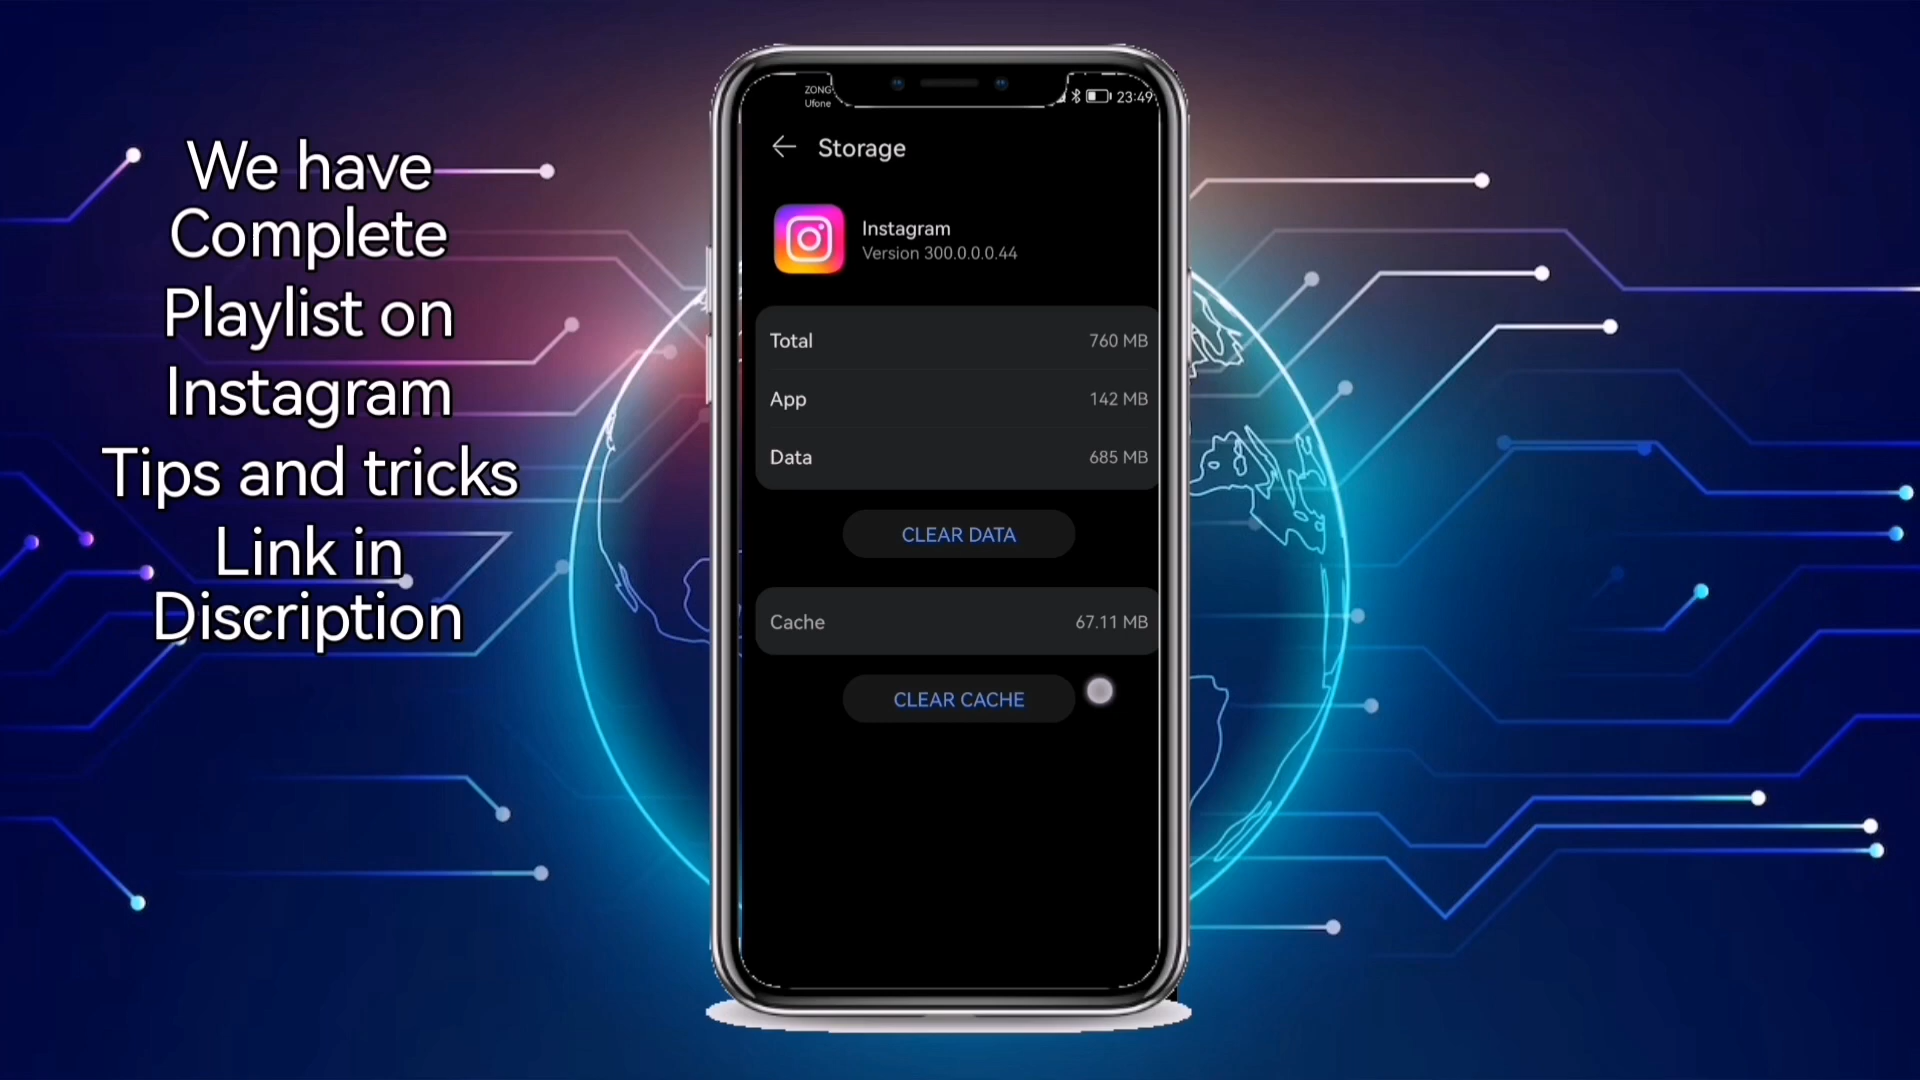 We have
Complete
Playlist on
Instagram
Tips and tricks
Link in
Discription
ZONG
Ufone
23:49
Storage
Instagram
Version 300.0.0.0.44
Total 760 MB
App 142 MB
Data 685 MB
CLEAR DATA
Cache 67.11 MB
CLEAR CACHE